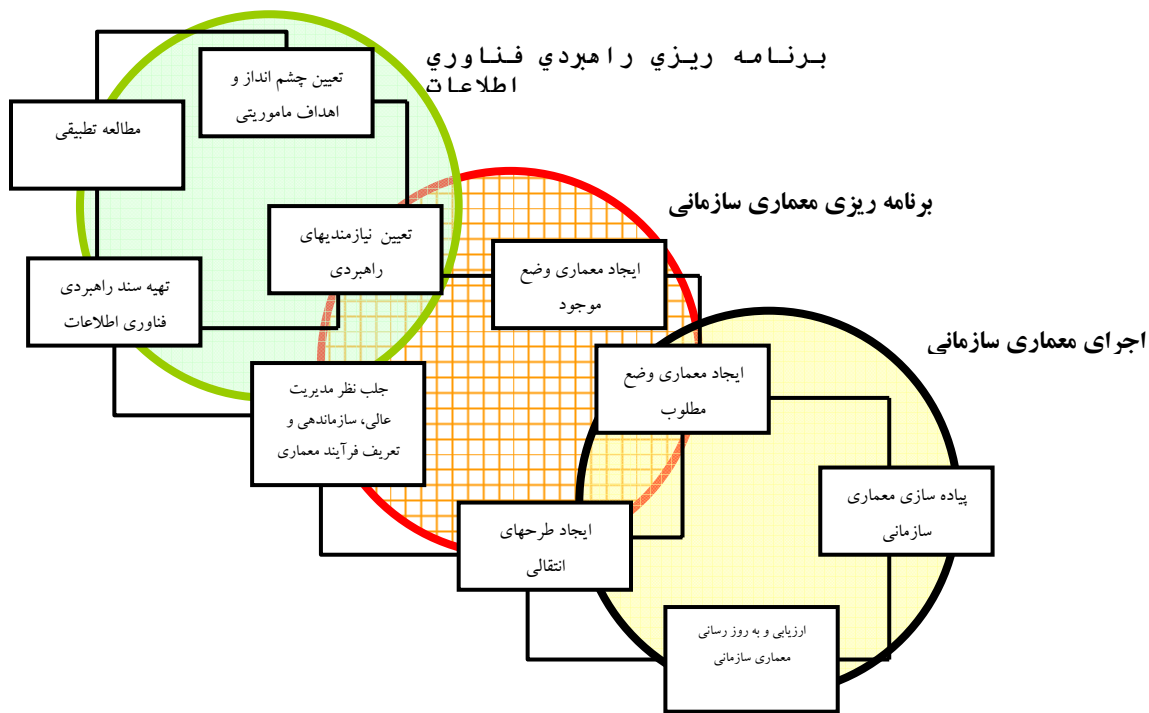 برنامه ريزي راهبردي فناوري
اطلاعات
تعیین چشم انداز و
اهداف ماموریتی
مطالعه تطبیقی
تعیین نیازمندیهای
راهبردی
تهیه سند راهبردی
فناوری اطلاعات
برنامه ریزی معماری سازمانی
ایجاد معماری وضع
موجود
جلب نظر مدیریت
عالی، سازماندهی و
تعریف فرآیند معماری
ایجاد معماری وضع
مطلوب
ایجاد طرحهای
انتقالی
اجرای معماری سازمانی
پیاده سازی معماری
سازمانی
ارزیابی و به روز رسانی
معماری سازمانی